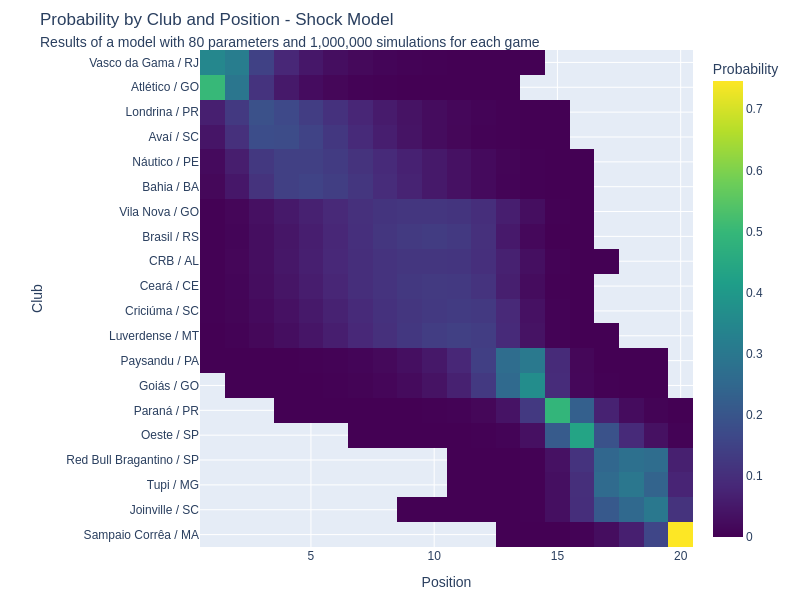 Probability by Club and Position - Shock Model
Results of a model with 80 parameters and 1,000,000 simulations for each game
Probability
Vasco da Gama / RJ
Atlético / GO
Londrina / PR
Avaí / SC
Náutico / PE
Bahia / BA
Vila Nova / GO
Brasil / RS
CRB / AL
Ceará / CE
Criciúma / SC
Luverdense / MT
Paysandu / PA
Goiás / GO
Paraná / PR
Oeste / SP
Red Bull Bragantino / SP
Tupi / MG
Joinville / SC
Sampaio Corrêa / MA
Club
5
10
15
20
Position
0.7
0.6
0.5
0.4
0.3
0.2
0.1
0